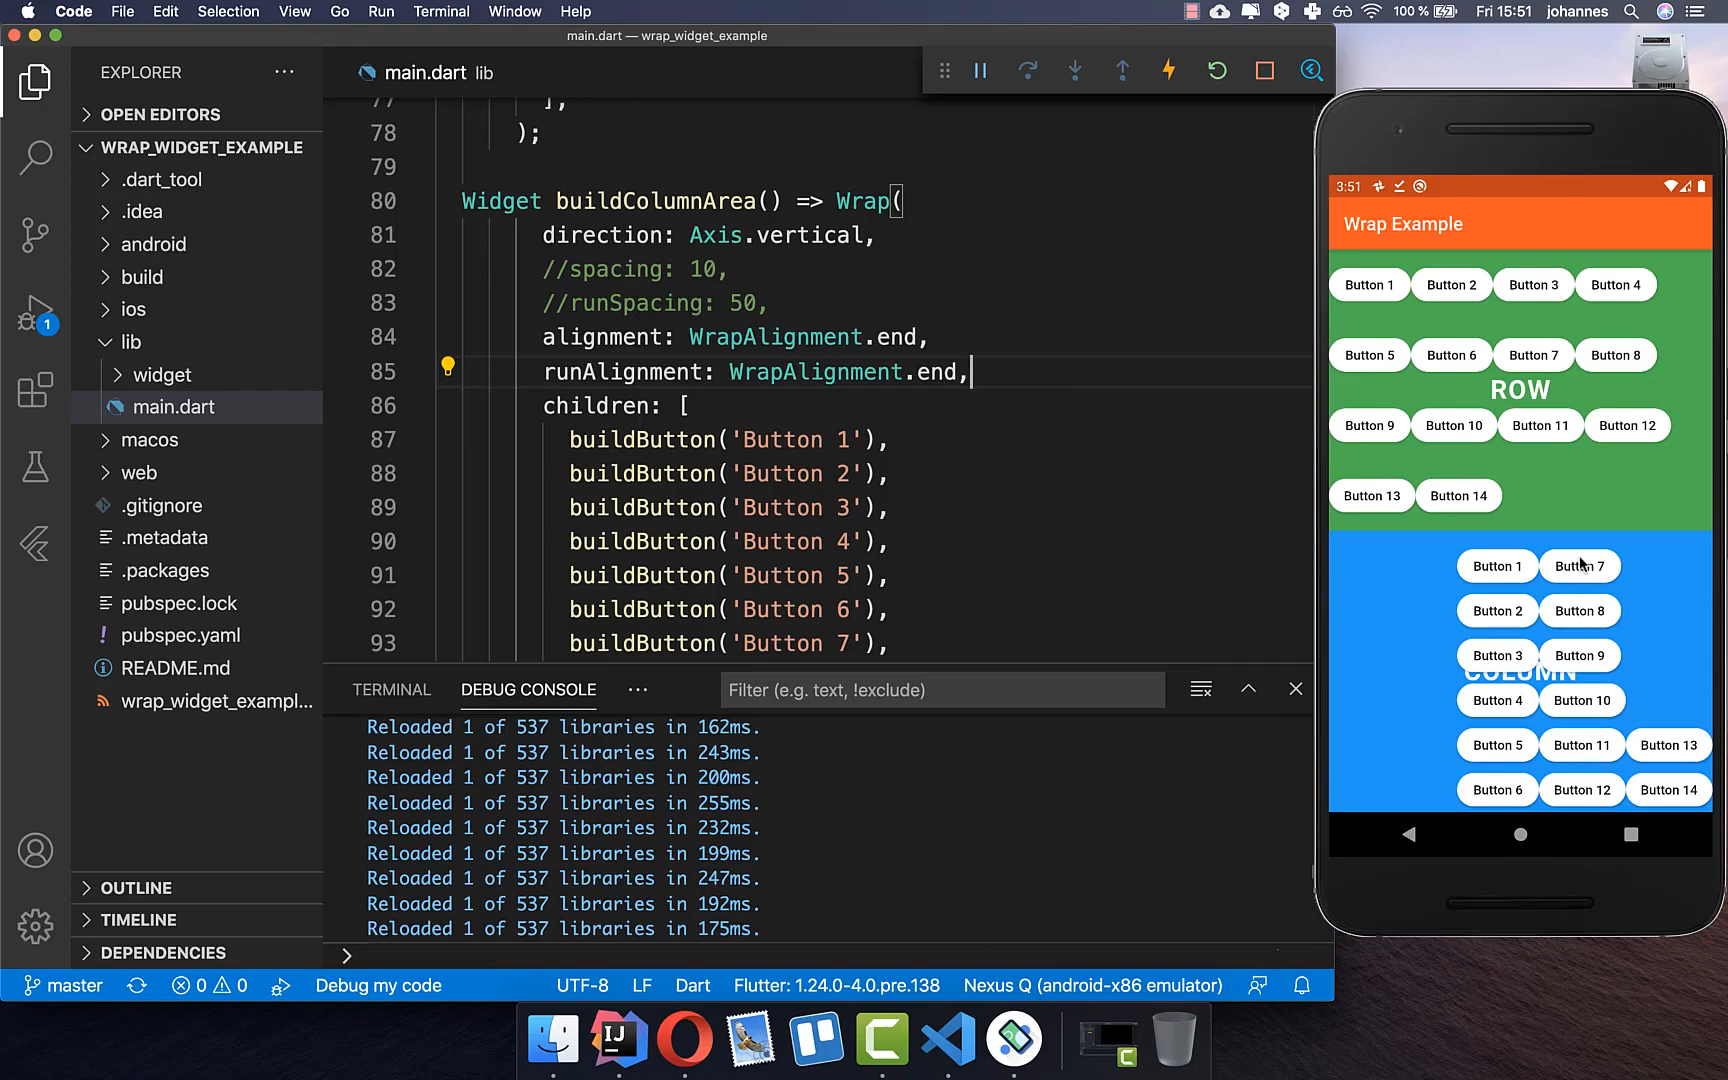 Code File Edit Selection View Go Run Terminal Window Help
100 % Fri 15:51 johannes
main.dart — wrap_widget_example
EXPLORER
OPEN EDITORS
WRAP_WIDGET_EXAMPLE
.dart_tool
.idea
android
build
ios
lib
widget
main.dart
macos
web
.gitignore
.metadata
.packages
pubspec.lock
pubspec.yaml
README.md
wrap_widget_exampl...
OUTLINE
TIMELINE
DEPENDENCIES
1
main.dart lib
77 ],
78 );
79
80 Widget buildColumnArea() => Wrap(
81 direction: Axis.vertical,
82 //spacing: 10,
83 //runSpacing: 50,
84 alignment: WrapAlignment.end,
85 runAlignment: WrapAlignment.end,
86 children: [
87 buildButton('Button 1'),
88 buildButton('Button 2'),
89 buildButton('Button 3'),
90 buildButton('Button 4'),
91 buildButton('Button 5'),
92 buildButton('Button 6'),
93 buildButton('Button 7'),
TERMINAL DEBUG CONSOLE Filter (e.g. text, !exclude)
Reloaded 1 of 537 libraries in 162ms.
Reloaded 1 of 537 libraries in 243ms.
Reloaded 1 of 537 libraries in 200ms.
Reloaded 1 of 537 libraries in 255ms.
Reloaded 1 of 537 libraries in 232ms.
Reloaded 1 of 537 libraries in 199ms.
Reloaded 1 of 537 libraries in 247ms.
Reloaded 1 of 537 libraries in 192ms.
Reloaded 1 of 537 libraries in 175ms.
master 0 0 Debug my code UTF-8 LF Dart Flutter: 1.24.0-4.0.pre.138 Nexus Q (android-x86 emulator)
3:51
Wrap Example
Button 1 Button 2 Button 3 Button 4
Button 5 Button 6 Button 7 Button 8
ROW
Button 9 Button 10 Button 11 Button 12
Button 13 Button 14
Button 1 Button 7
Button 2 Button 8
Button 3 Button 9
COLUMN
Button 4 Button 10
Button 5 Button 11 Button 13
Button 6 Button 12 Button 14
IJ